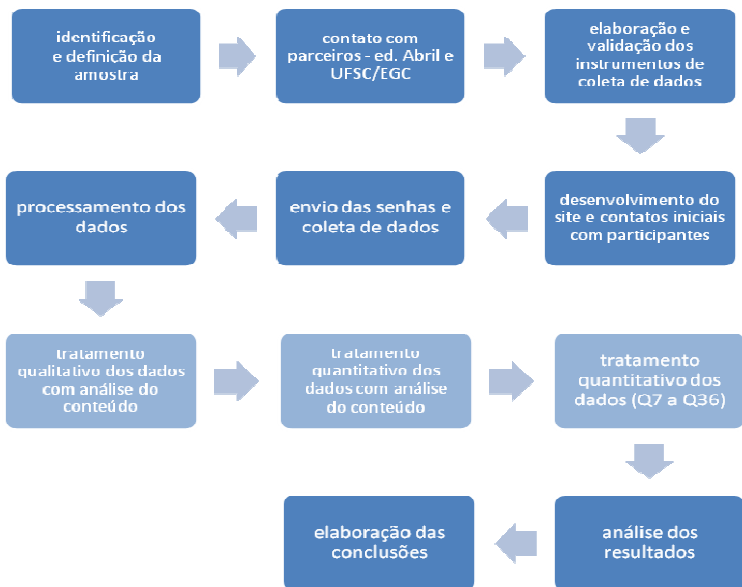 identificação
e definição da
amostra
contato com
parceiros - ed. Abril e
UFSC/EGC
elaboração e
validação dos
instrumentos de
coleta de dados
desenvolvimento do
site e contatos iniciais
com participantes
envio das senhas e
coleta de dados
processamento dos
dados
tratamento
qualitativo dos dados
com análise do
conteúdo
tratamento
quantitativo dos
dados com análise
do conteúdo
tratamento
quantitativo dos
dados (Q7 a Q36)
análise dos
resultados
elaboração das
conclusões